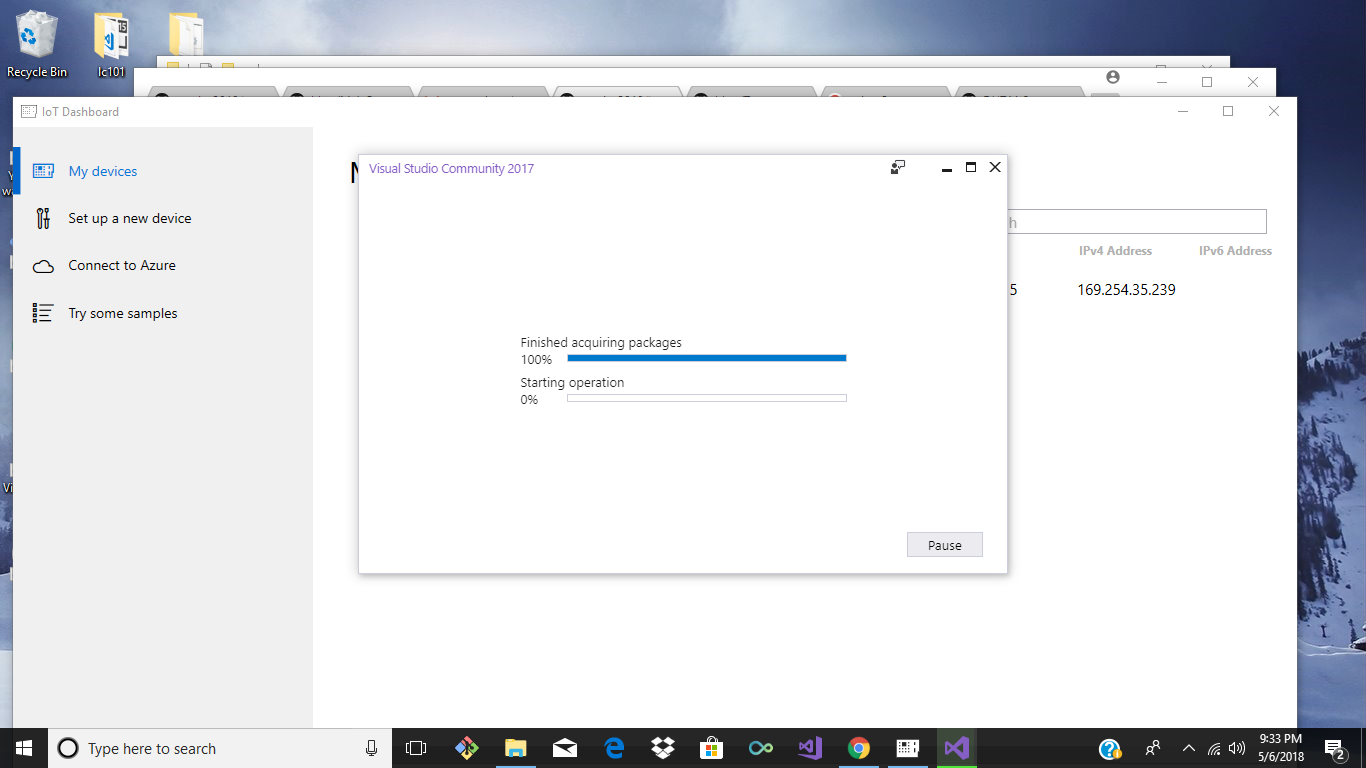 Recycle Bin
lc101
IoT Dashboard
My devices
Set up a new device
Connect to Azure
Try some samples
Visual Studio Community 2017
Finished acquiring packages
100%
Starting operation
0%
Pause
h
IPv4 Address
IPv6 Address
5
169.254.35.239
Type here to search
9:33 PM
5/6/2018
2